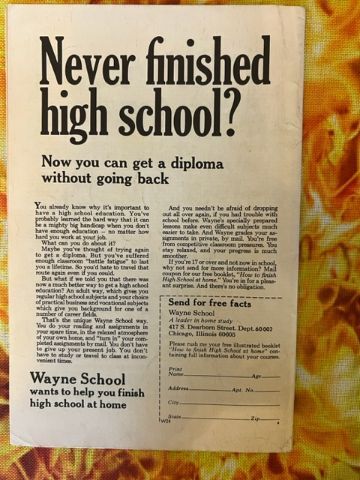 Never finished
high school?
Now you can get a diploma
without going back
You already know why it's important to
have a high school education. You've
probably learned the hard way that it can
be a mighty big handicap when you don't
have enough education – no matter how
hard you work at your job.
What can you do about it?
Maybe you've thought of trying again
to get a diploma. But you've suffered
enough classroom "battle fatigue" to last
you a lifetime. So you'd hate to travel that
route again even if you could.
But what if we told you that there was
now a much better way to get a high school
education? An adult way, which gives you
regular high school subjects and your choice
of practical business and vocational subjects
which give you background for one of a
number of career fields.
That's the unique Wayne School Way.
You do your reading and assignments in
your spare time, in the relaxed atmosphere
of your own home, and "turn in" your com-
pleted assignments by mail. You don't have
to give up your present job. You don't
have to study or travel to class at incon-
venient times.
Wayne School
wants to help you finish
high school at home
And you needn't be afraid of dropping
out all over again, if you had trouble with
school before. Wayne's specially prepared
lessons make even difficult subjects much
easier to take. And Wayne grades your as-
signments in private, by mail. You're free
from competitive classroom pressures. You
stay relaxed, and your progress is much
smoother.
If you're 17 or over and not now in school,
why not send for more information? Mail
coupon for our free booklet, "How to finish
High School at home." You're in for a pleas-
ant surprise. And there's no obligation.
Send for free facts
Wayne School
A leader in home study
417 S. Dearborn Street, Dept. 60002
Chicago, Illinois 60605
Please rush me your free illustrated booklet
"How to finish High School at home" con-
taining full information about your courses.
Print
Name Age
Address Apt. No.
City
State Zip